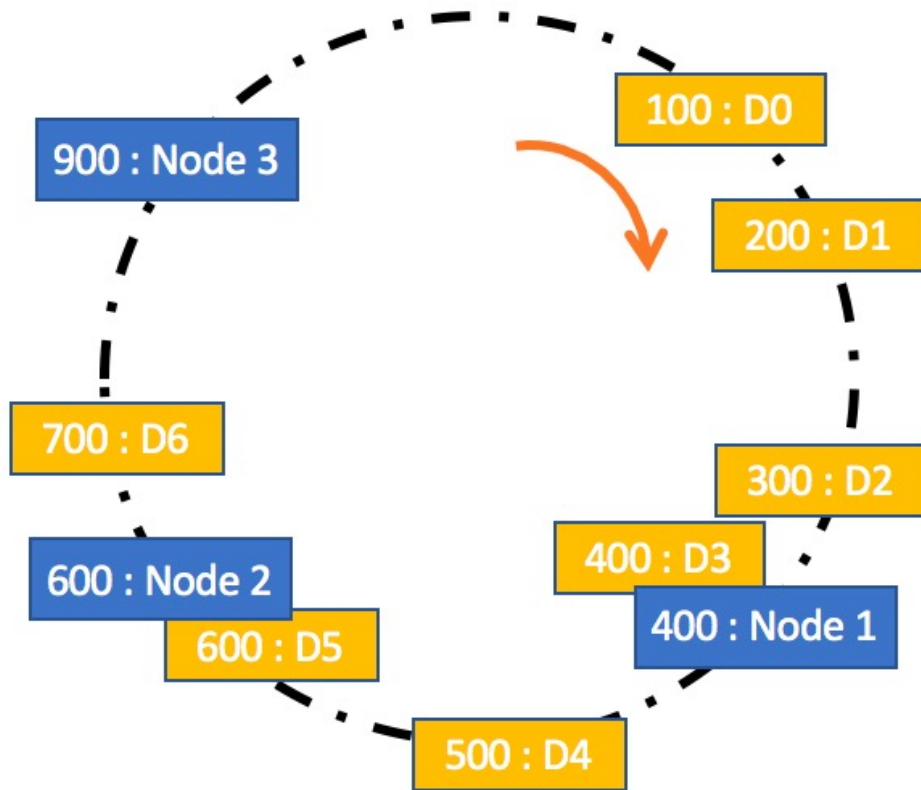 100 : D0
900 : Node 3
200 : D1
700 : D6
300 : D2
400 : D3
600 : Node 2
400 : Node 1
600 : D5
500 : D4